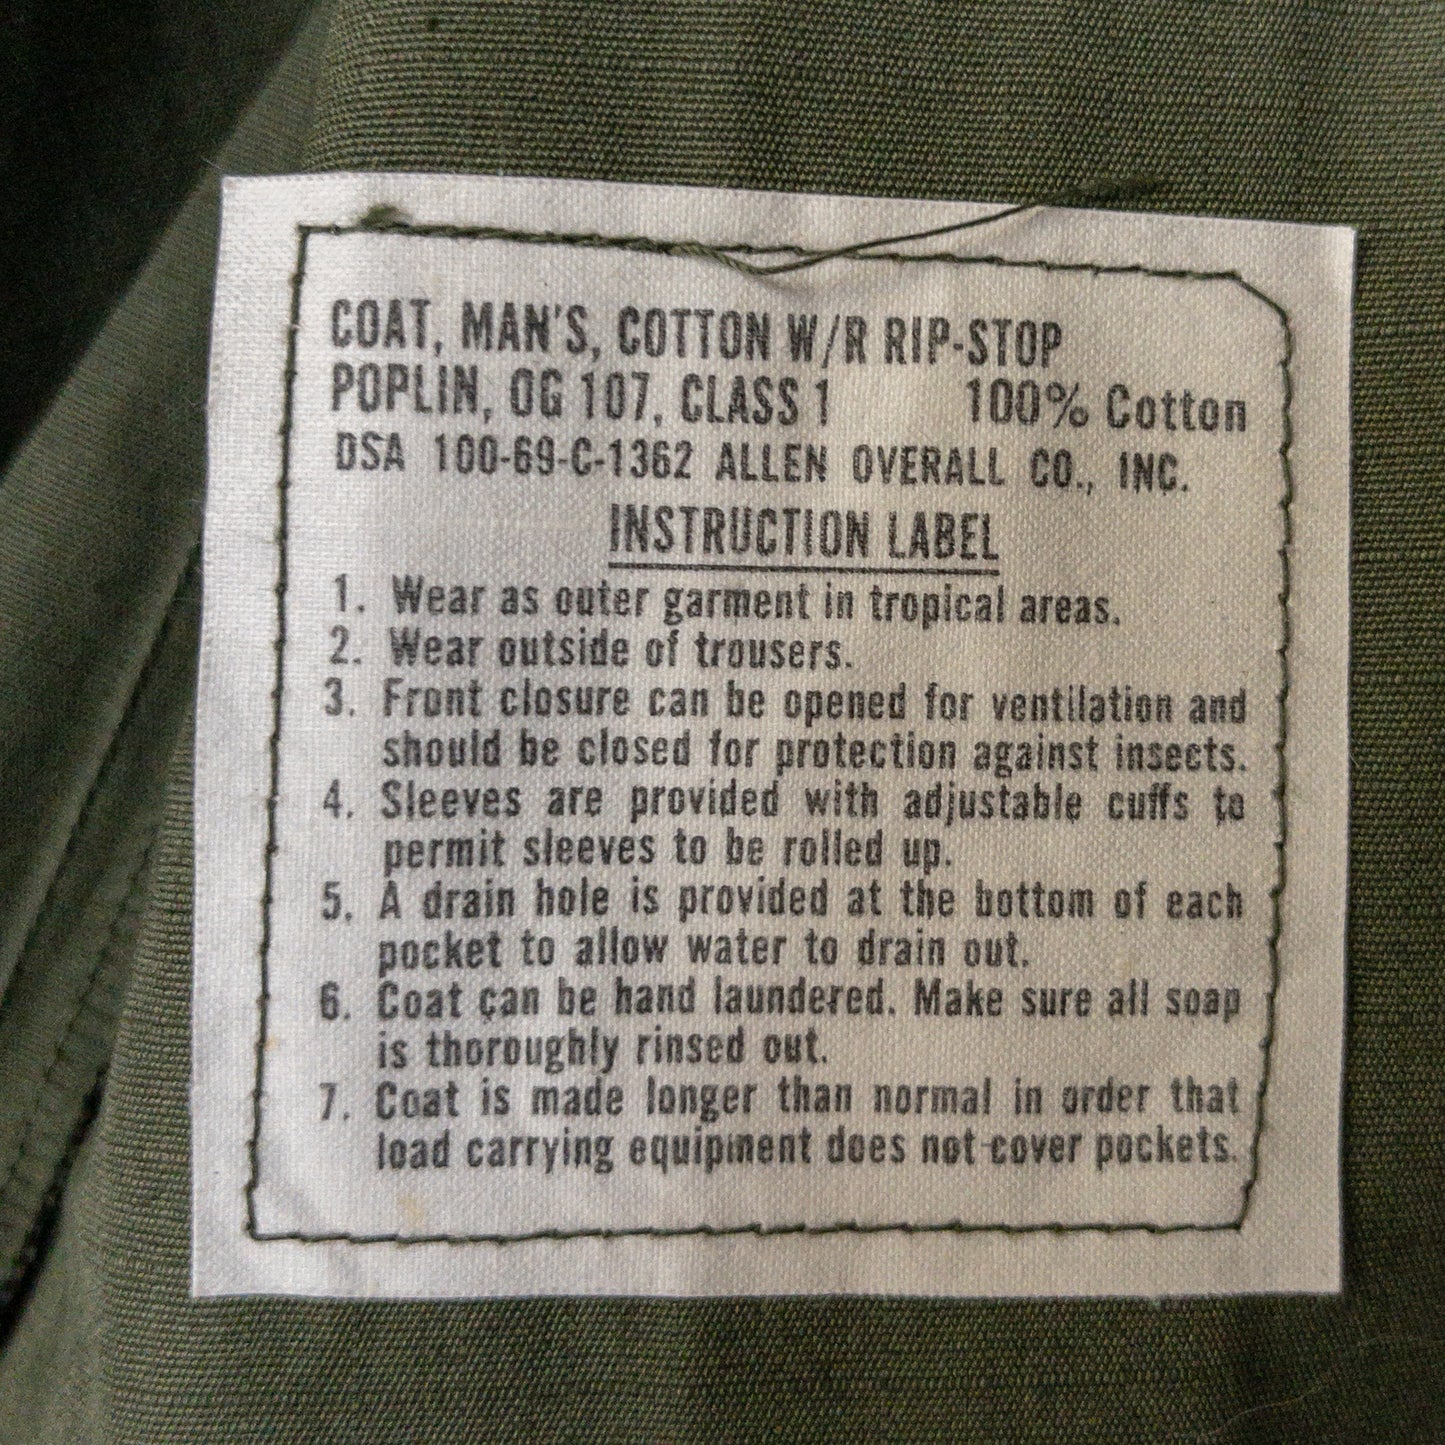 COAT, MAN'S, COTTON W/R RIP-STOP
POPLIN, OG 107, CLASS 1 100% Cotton
DSA 100-69-C-1362 ALLEN OVERALL CO., INC.
INSTRUCTION LABEL
1. Wear as outer garment in tropical areas.
2. Wear outside of trousers.
3. Front closure can be opened for ventilation and
should be closed for protection against insects.
4. Sleeves are provided with adjustable cuffs to
permit sleeves to be rolled up.
5. A drain hole is provided at the bottom of each
pocket to allow water to drain out.
6. Coat can be hand laundered. Make sure all soap
is thoroughly rinsed out.
7. Coat is made longer than normal in order that
load carrying equipment does not cover pockets.